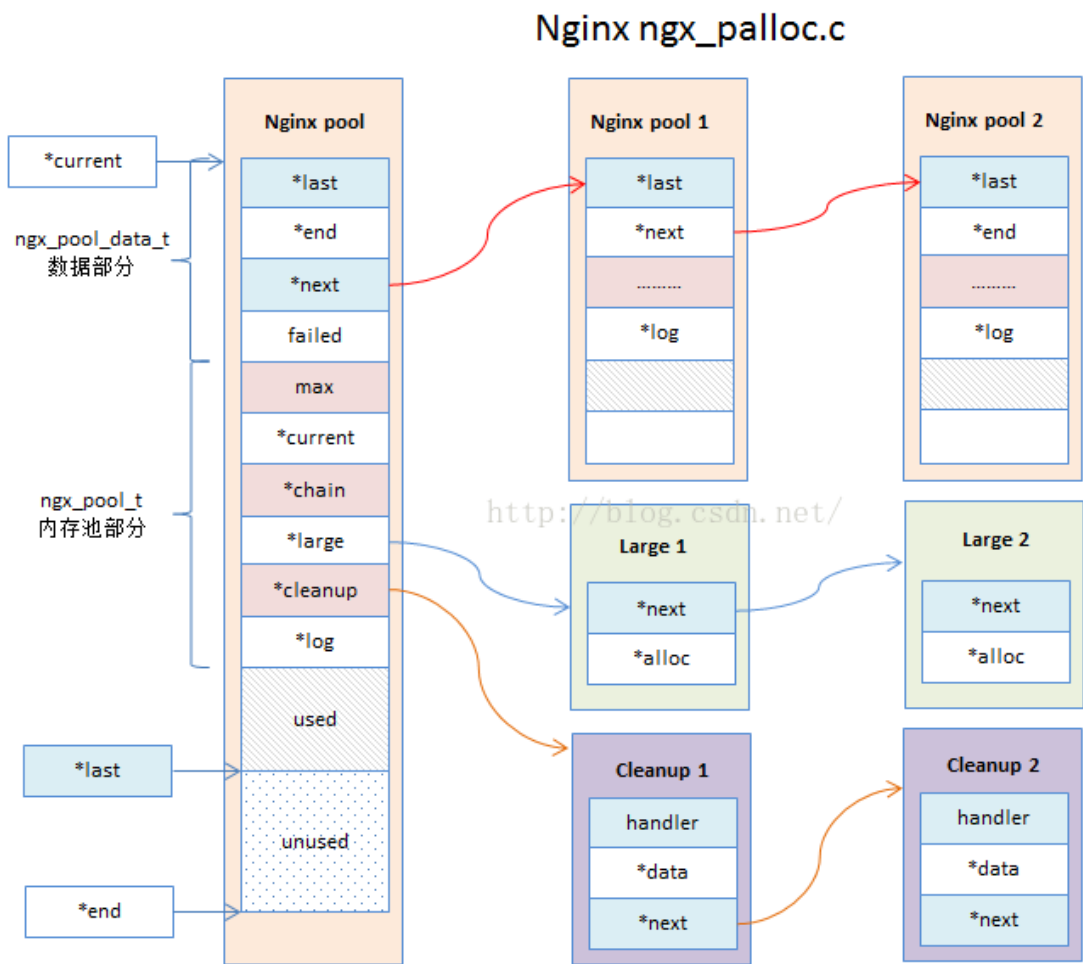 Nginx ngx_palloc.c
*current
ngx_pool_data_t
数据部分
ngx_pool_t
内存池部分
*last
*end
Nginx pool
*last
*end
*next
failed
max
*current
*chain
*large
*cleanup
*log
used
unused
Nginx pool 1
*last
*next
………
*log
Nginx pool 2
*last
*end
………
*log
http://blog.csdn.net/
Large 1
*next
*alloc
Large 2
*next
*alloc
Cleanup 1
handler
*data
*next
Cleanup 2
handler
*data
*next